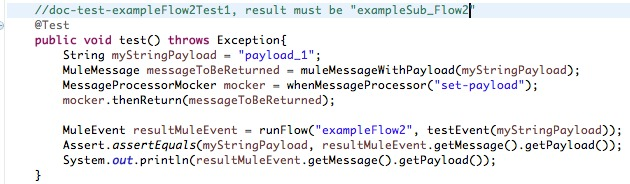 //doc-test-exampleFlow2Test1, result must be "exampleSub_Flow2"
@Test
public void test() throws Exception{
String myStringPayload = "payload_1";
MuleMessage messageToBeReturned = muleMessageWithPayload(myStringPayload);
MessageProcessorMocker mocker = whenMessageProcessor("set-payload");
mocker.thenReturn(messageToBeReturned);
MuleEvent resultMuleEvent = runFlow("exampleFlow2", testEvent(myStringPayload));
Assert.assertEquals(myStringPayload, resultMuleEvent.getMessage().getPayload());
System.out.println(resultMuleEvent.getMessage().getPayload());
}